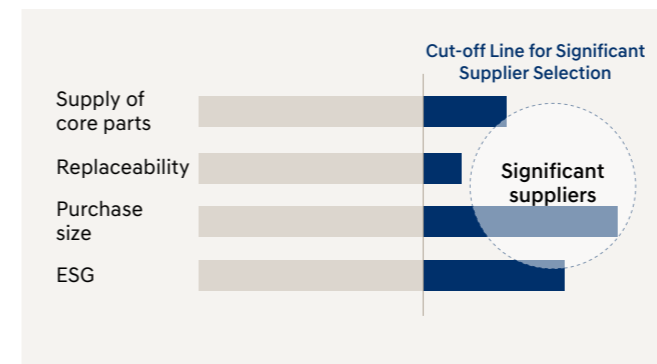 Cut-off Line for Significant
Supplier Selection
Supply of
core parts
Replaceability
Significant
suppliers
Purchase
size
ESG